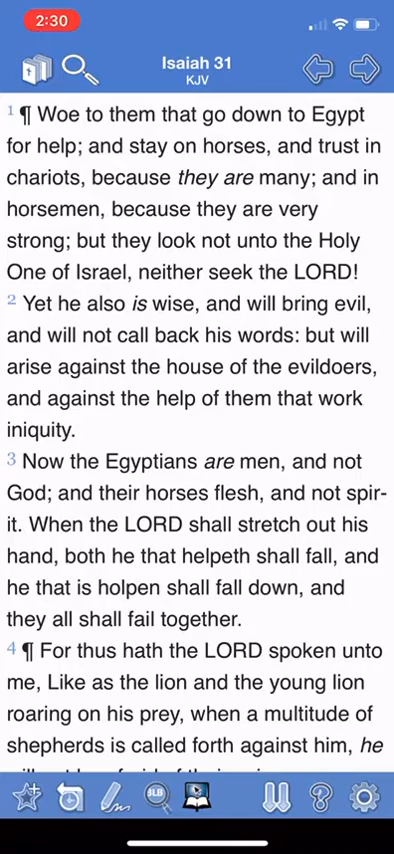 2:30
Isaiah 31
KJV
1 ¶ Woe to them that go down to Egypt
for help; and stay on horses, and trust in
chariots, because they are many; and in
horsemen, because they are very
strong; but they look not unto the Holy
One of Israel, neither seek the LORD!
2 Yet he also is wise, and will bring evil,
and will not call back his words: but will
arise against the house of the evildoers,
and against the help of them that work
iniquity.
3 Now the Egyptians are men, and not
God; and their horses flesh, and not spir-
it. When the LORD shall stretch out his
hand, both he that helpeth shall fall, and
he that is holpen shall fall down, and
they all shall fail together.
4 ¶ For thus hath the LORD spoken unto
me, Like as the lion and the young lion
roaring on his prey, when a multitude of
shepherds is called forth against him, he
BLB